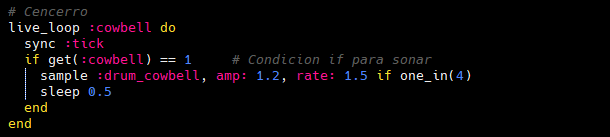 # Cencerro
live_loop :cowbell do
  sync :tick
  if get(:cowbell) == 1     # Condicion if para sonar
    sample :drum_cowbell, amp: 1.2, rate: 1.5 if one_in(4)
    sleep 0.5
  end
end